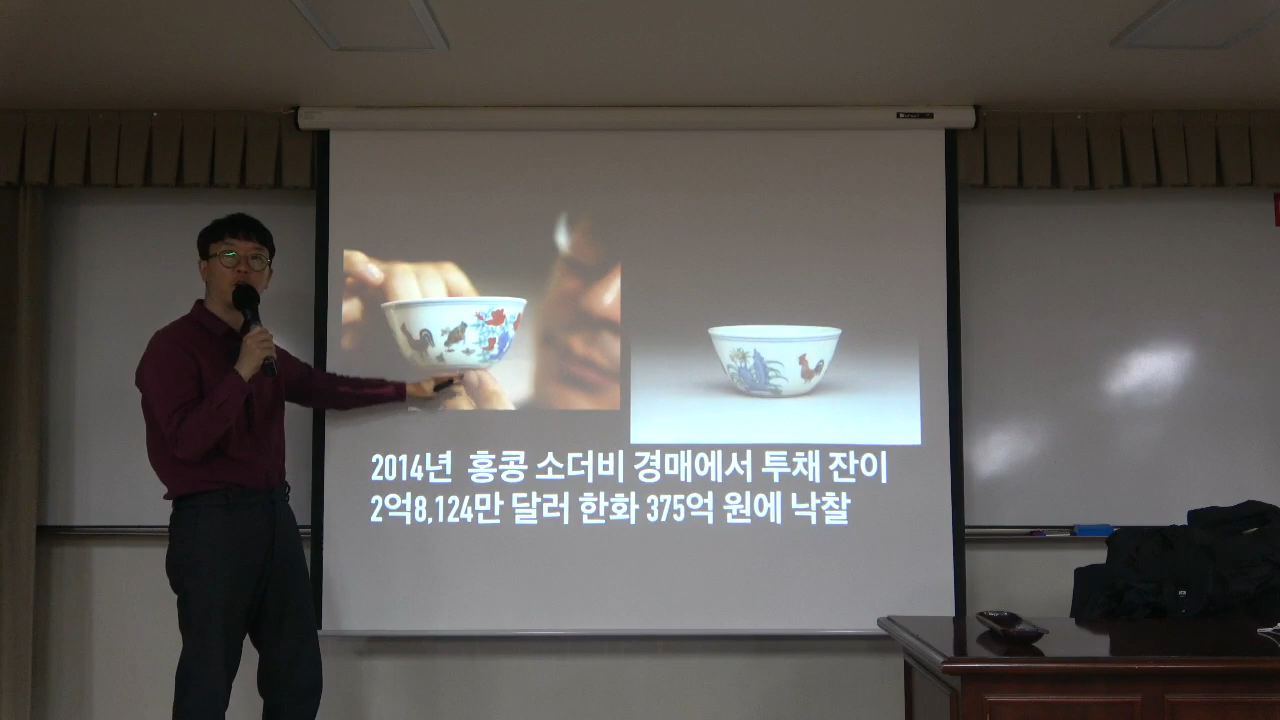 2014년 홍콩 소더비 경매에서 투채 잔이
2억8,124만 달러 한화 375억 원에 낙찰